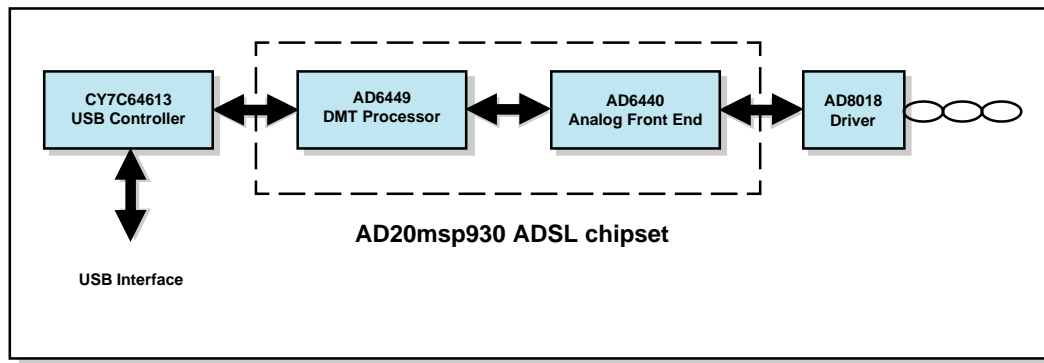 CY7C64613
USB Controller
AD6449
DMT Processor
AD6440
Analog Front End
AD8018
Driver
AD20msp930 ADSL chipset
USB Interface